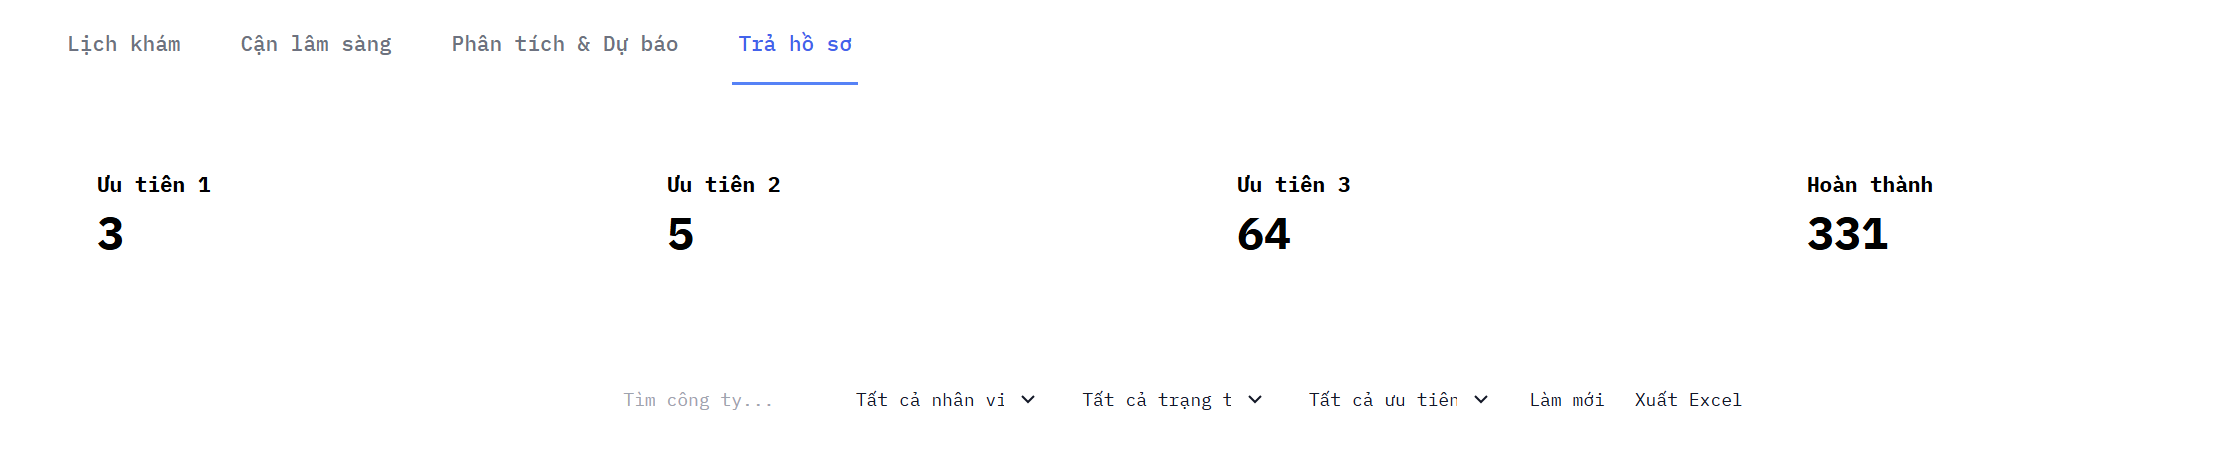 Lịch khám Cận lâm sàng Phân tích & Dự báo Trả hồ sơ
Ưu tiên 1 Ưu tiên 2 Ưu tiên 3 Hoàn thành
3 5 64 331
Tìm công ty... Tất cả nhân vi Tất cả trạng t Tất cả ưu tiên Làm mới Xuất Excel